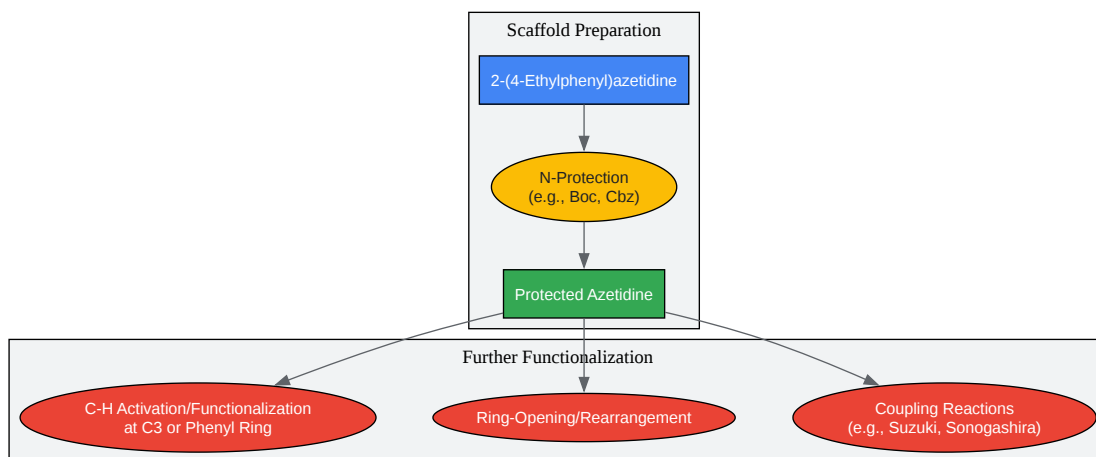 Scaffold Preparation
2-(4-Ethylphenyl)azetidine
N-Protection
(e.g., Boc, Cbz)
Protected Azetidine
Further Functionalization
C-H Activation/Functionalization
at C3 or Phenyl Ring
Ring-Opening/Rearrangement
Coupling Reactions
(e.g., Suzuki, Sonogashira)